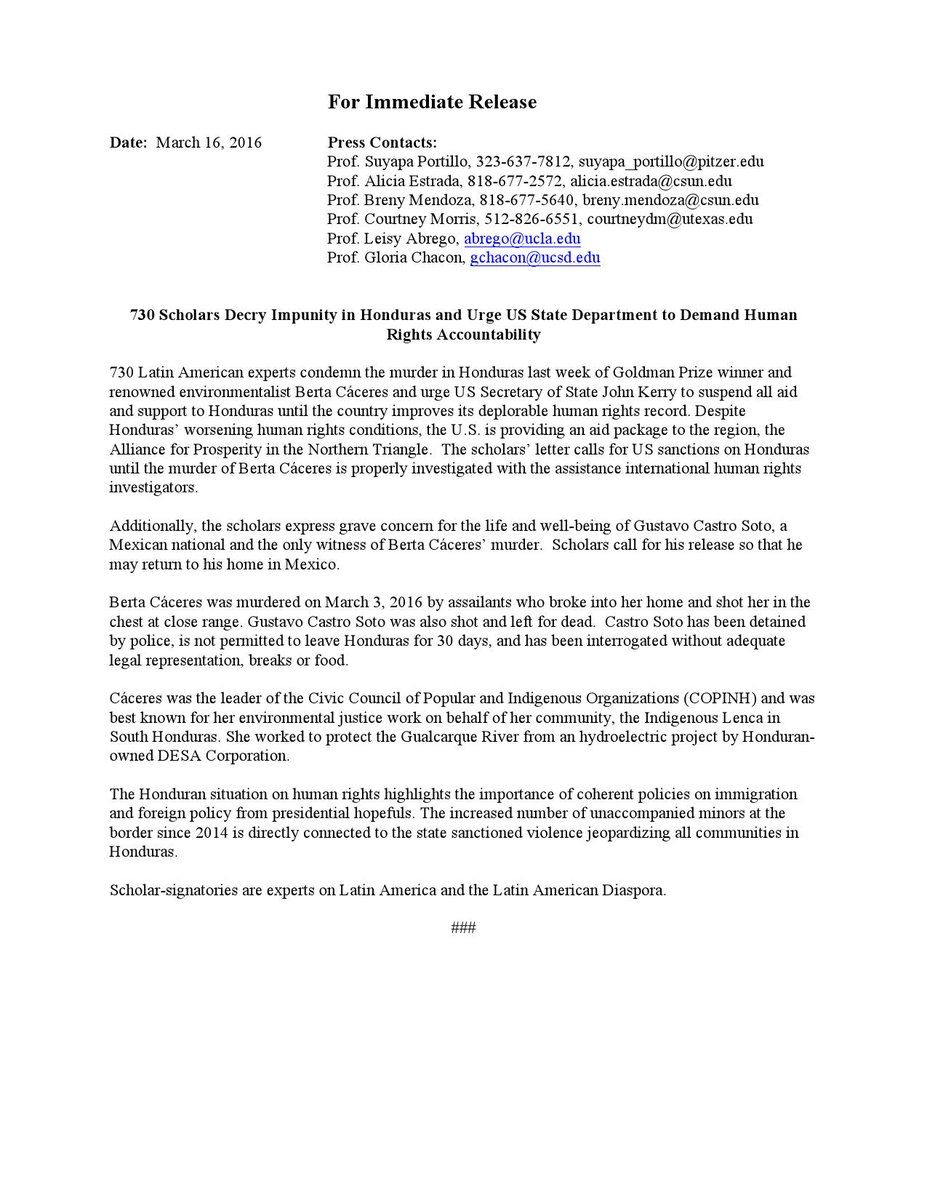 For Immediate Release
Date: March 16, 2016
Press Contacts:
Prof. Suyapa Portillo, 323-637-7812, suyapa_portillo@pitzer.edu
Prof. Alicia Estrada, 818-677-2572, alicia.estrada@csun.edu
Prof. Breny Mendoza, 818-677-5640, breny.mendoza@csun.edu
Prof. Courtney Morris, 512-826-6551, courtneydm@utexas.edu
Prof. Leisy Abrego, abrego@ucla.edu
Prof. Gloria Chacon, gchacon@ucsd.edu
730 Scholars Decry Impunity in Honduras and Urge US State Department to Demand Human
Rights Accountability
730 Latin American experts condemn the murder in Honduras last week of Goldman Prize winner and
renowned environmentalist Berta Cáceres and urge US Secretary of State John Kerry to suspend all aid
and support to Honduras until the country improves its deplorable human rights record. Despite
Honduras’ worsening human rights conditions, the U.S. is providing an aid package to the region, the
Alliance for Prosperity in the Northern Triangle.  The scholars’ letter calls for US sanctions on Honduras
until the murder of Berta Cáceres is properly investigated with the assistance international human rights
investigators.
Additionally, the scholars express grave concern for the life and well-being of Gustavo Castro Soto, a
Mexican national and the only witness of Berta Cáceres’ murder.  Scholars call for his release so that he
may return to his home in Mexico.
Berta Cáceres was murdered on March 3, 2016 by assailants who broke into her home and shot her in the
chest at close range. Gustavo Castro Soto was also shot and left for dead.  Castro Soto has been detained
by police, is not permitted to leave Honduras for 30 days, and has been interrogated without adequate
legal representation, breaks or food.
Cáceres was the leader of the Civic Council of Popular and Indigenous Organizations (COPINH) and was
best known for her environmental justice work on behalf of her community, the Indigenous Lenca in
South Honduras. She worked to protect the Gualcarque River from an hydroelectric project by Honduran-
owned DESA Corporation.
The Honduran situation on human rights highlights the importance of coherent policies on immigration
and foreign policy from presidential hopefuls. The increased number of unaccompanied minors at the
border since 2014 is directly connected to the state sanctioned violence jeopardizing all communities in
Honduras.
Scholar-signatories are experts on Latin America and the Latin American Diaspora.
###